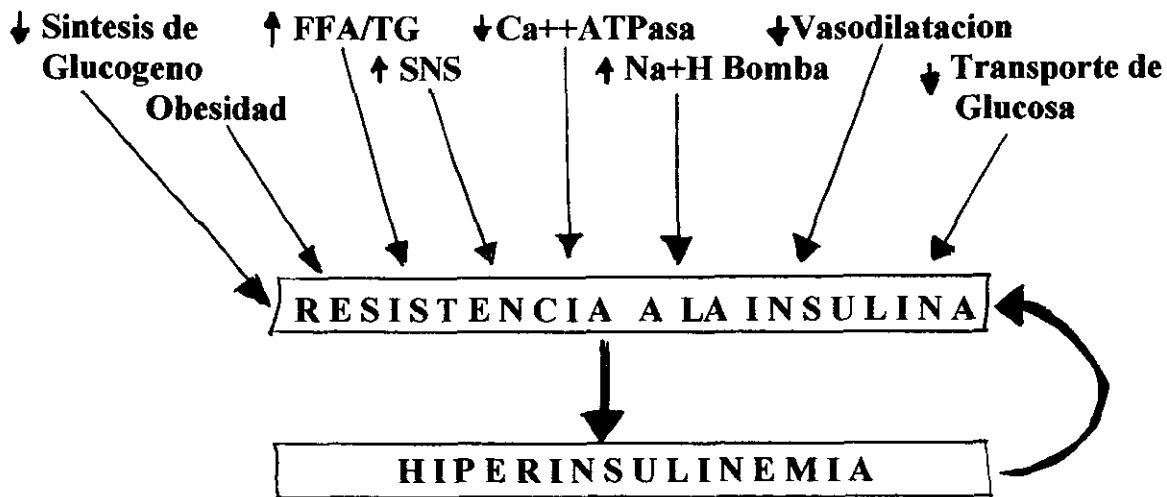 ↓ Sintesis de
Glucogeno
Obesidad
↑ FFA/TG
↑ SNS
↓Ca++ATPasa
↑ Na+H Bomba
↓Vasodilatacion
↓ Transporte de
Glucosa
RESISTENCIA A LA INSULINA
HIPERINSULINEMIA